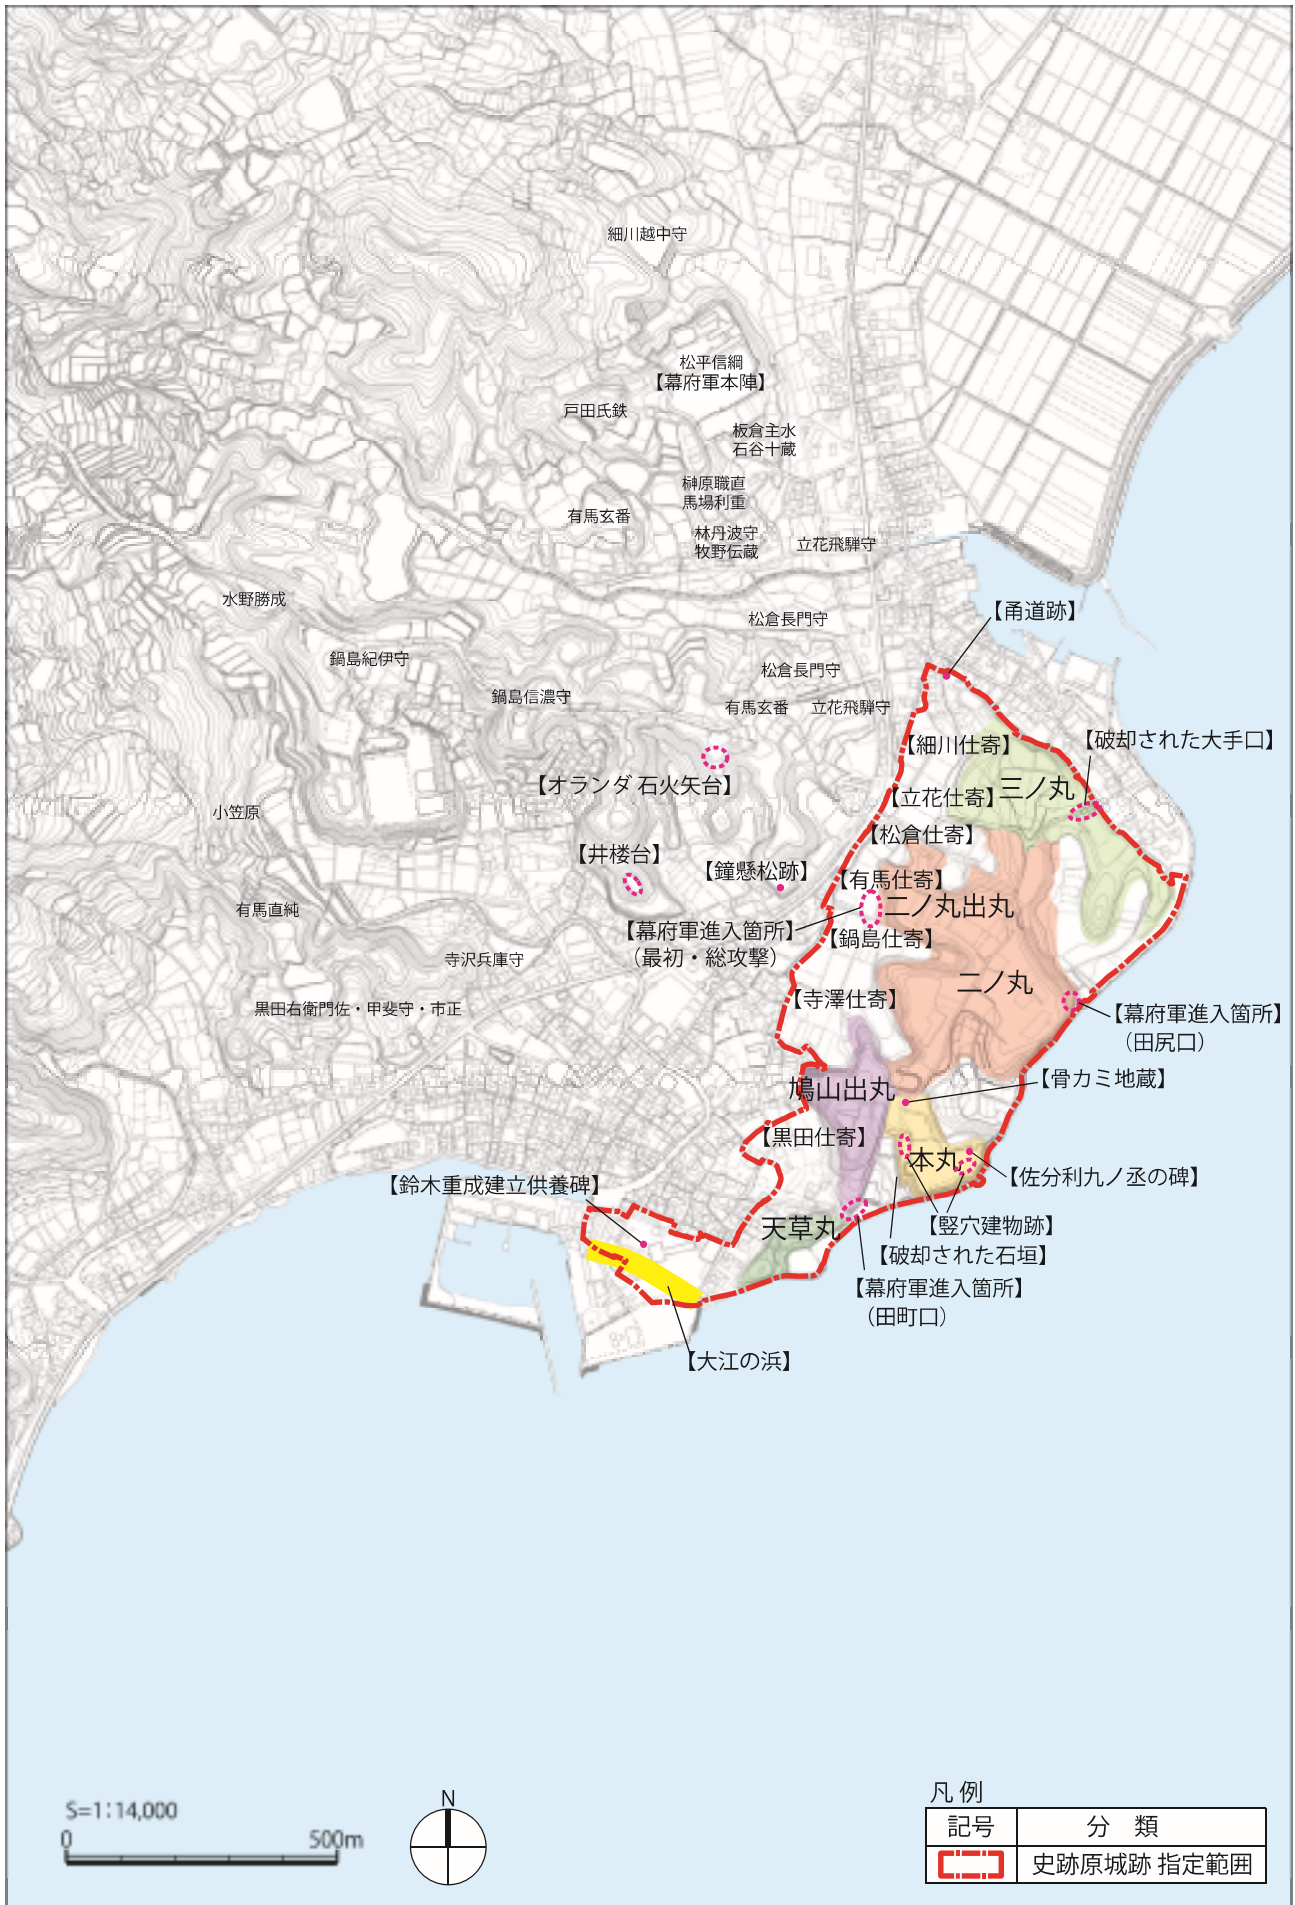 細川越中守
松平信綱
【幕府軍本陣】
戸田氏鉄
板倉主水
石谷十蔵
榊原職直
馬場利重
有馬玄番
林丹波守
牧野伝蔵
立花飛騨守
水野勝成
松倉長門守
【甬道跡】
鍋島紀伊守
松倉長門守
鍋島信濃守
有馬玄番
立花飛騨守
【細川仕寄】
【破却された大手口】
【オランダ 石火矢台】
【立花仕寄】
三ノ丸
小笠原
【松倉仕寄】
【井楼台】
【鐘懸松跡】
【有馬仕寄】
二ノ丸出丸
有馬直純
【幕府軍進入箇所】
（最初・総攻撃）
【鍋島仕寄】
寺沢兵庫守
二ノ丸
【寺澤仕寄】
黒田右衛門佐・甲斐守・市正
【幕府軍進入箇所】
（田尻口）
【骨カミ地蔵】
鳩山出丸
【黒田仕寄】
本丸
【佐分利九ノ丞の碑】
【鈴木重成建立供養碑】
天草丸
【竪穴建物跡】
【破却された石垣】
【幕府軍進入箇所】
（田町口）
【大江の浜】
S=1:14,000
0 500m
N
凡 例
記号 分 類
史跡原城跡 指定範囲